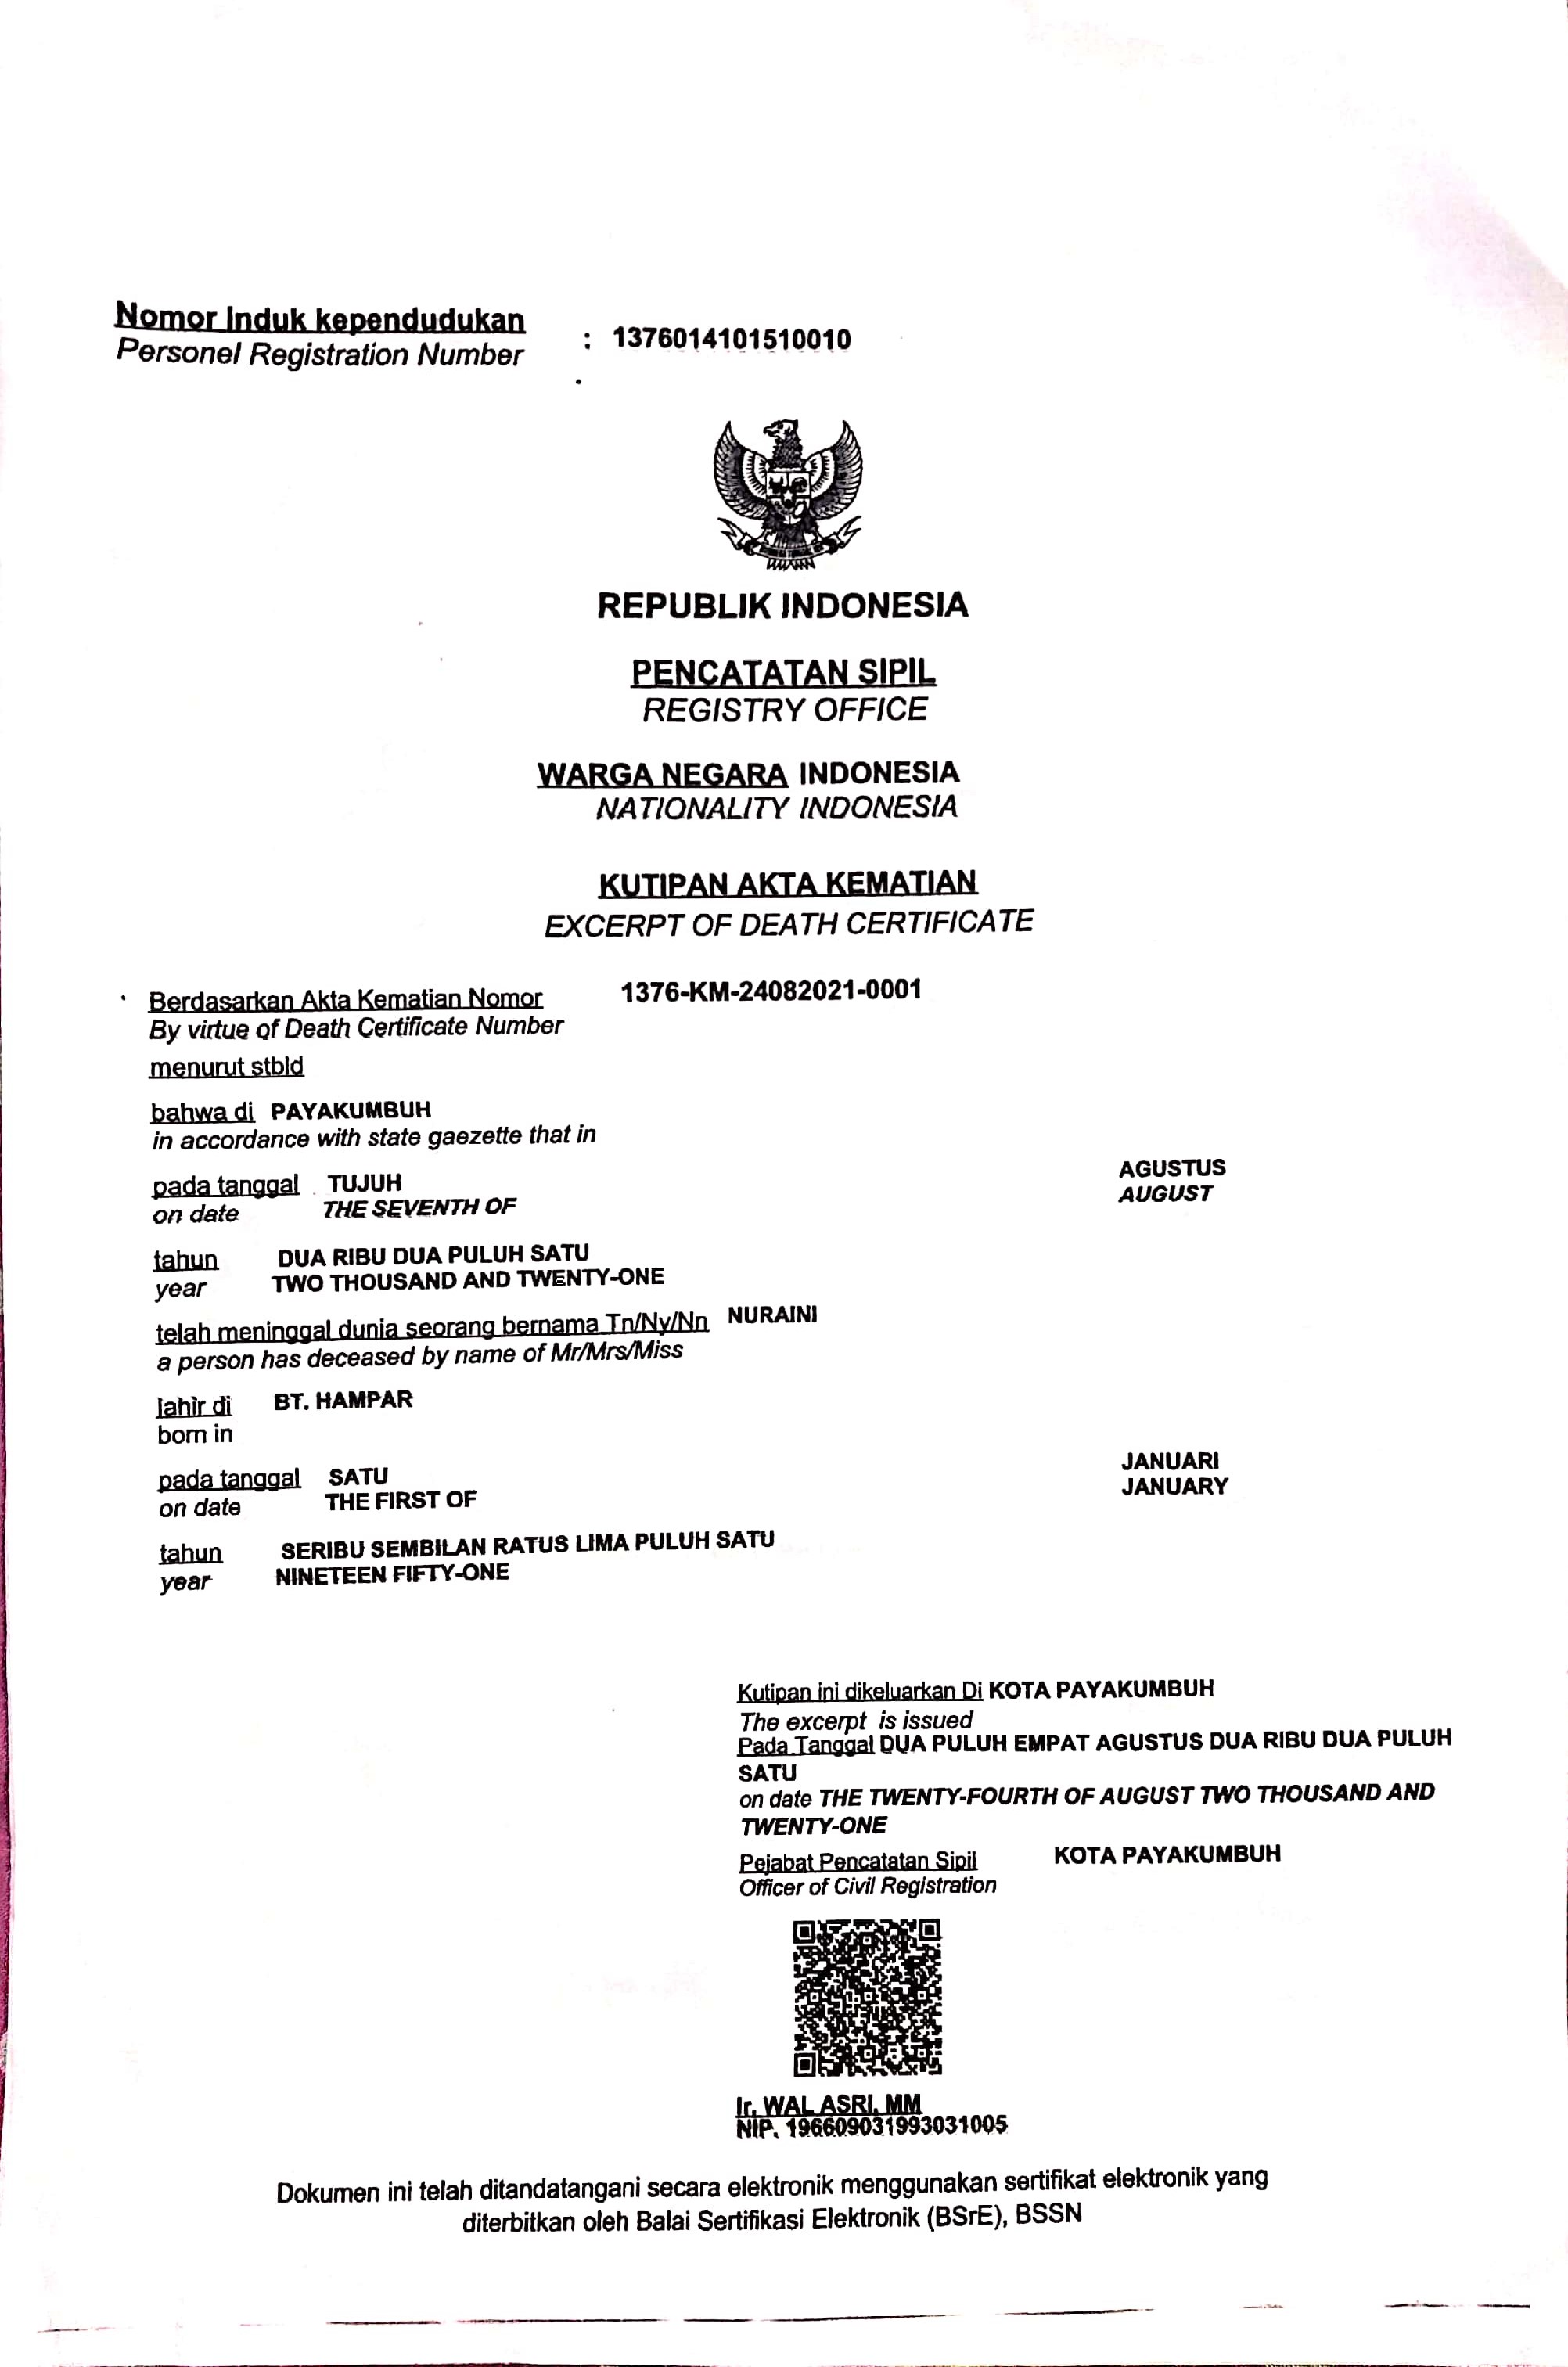 Nomor Induk kependudukan
Personel Registration Number
: 1376014101510010
REPUBLIK INDONESIA
PENCATATAN SIPIL
REGISTRY OFFICE
WARGA NEGARA INDONESIA
NATIONALITY INDONESIA
KUTIPAN AKTA KEMATIAN
EXCERPT OF DEATH CERTIFICATE
Berdasarkan Akta Kematian Nomor 1376-KM-24082021-0001
By virtue of Death Certificate Number
menurut stbld
bahwa di PAYAKUMBUH
in accordance with state gaezette that in
pada tanggal TUJUH AGUSTUS
on date THE SEVENTH OF AUGUST
tahun DUA RIBU DUA PULUH SATU
year TWO THOUSAND AND TWENTY-ONE
telah meninggal dunia seorang bernama Tn/Ny/Nn NURAINI
a person has deceased by name of Mr/Mrs/Miss
lahir di BT. HAMPAR
born in
pada tanggal SATU JANUARI
on date THE FIRST OF JANUARY
tahun SERIBU SEMBILAN RATUS LIMA PULUH SATU
year NINETEEN FIFTY-ONE
Kutipan ini dikeluarkan Di KOTA PAYAKUMBUH
The excerpt is issued
Pada Tanggal DUA PULUH EMPAT AGUSTUS DUA RIBU DUA PULUH
SATU
on date THE TWENTY-FOURTH OF AUGUST TWO THOUSAND AND
TWENTY-ONE
Pejabat Pencatatan Sipil KOTA PAYAKUMBUH
Officer of Civil Registration
Ir. WAL ASRI, MM
NIP. 196609031993031005
Dokumen ini telah ditandatangani secara elektronik menggunakan sertifikat elektronik yang
diterbitkan oleh Balai Sertifikasi Elektronik (BSrE), BSSN